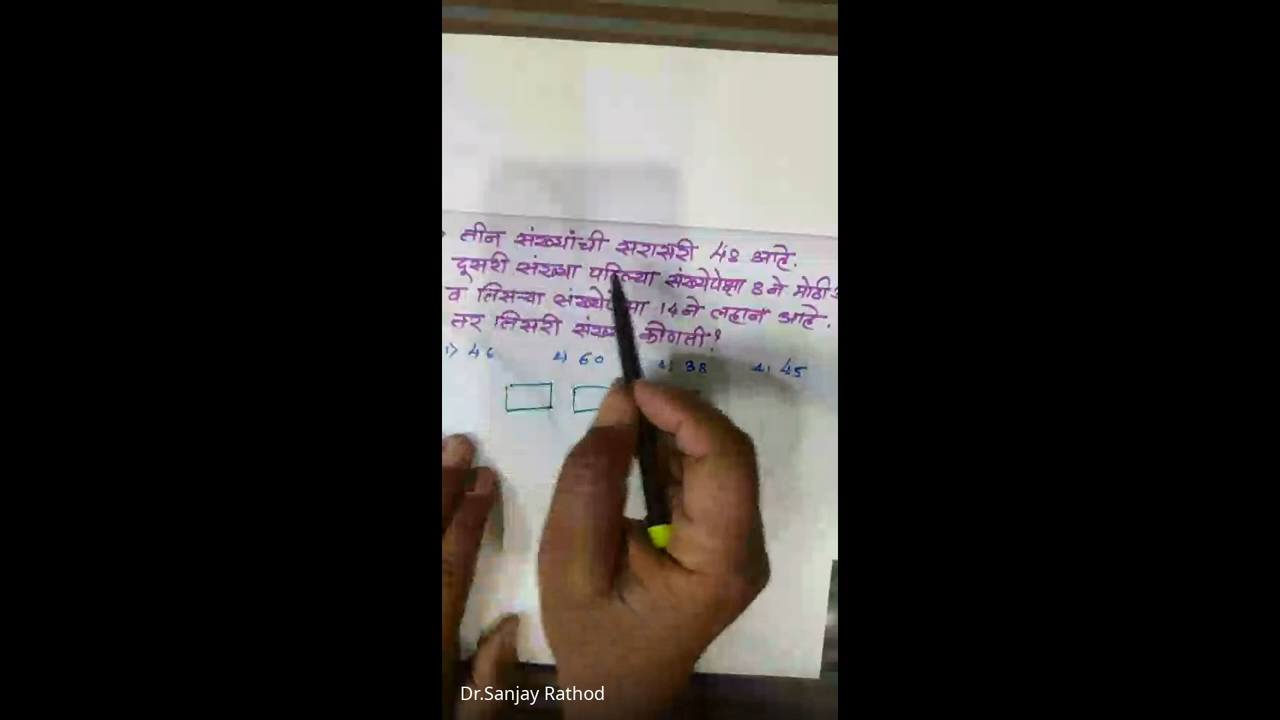 तीन संख्यांची सरासरी 48 आहे.
दूसरी संख्या पहिल्या संख्येपेक्षा 8 ने मोठी
व तिसऱ्या संख्येपेक्षा 14 ने लहान आहे.
तर तिसरी संख्या कोणती?
1) 46 2) 60 3) 38 4) 45
Dr.Sanjay Rathod